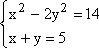 x² − 2y² = 14
x + y = 5